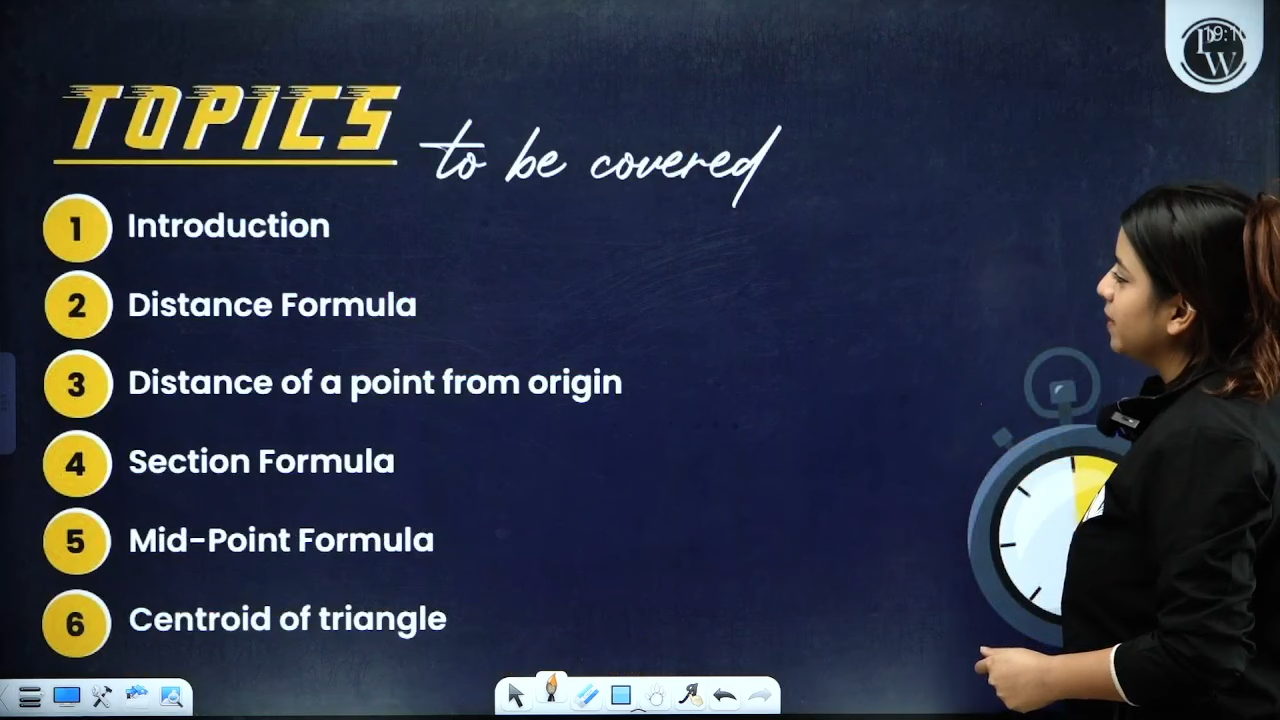 TOPICS to be covered
1 Introduction
2 Distance Formula
3 Distance of a point from origin
4 Section Formula
5 Mid-Point Formula
6 Centroid of triangle
PW